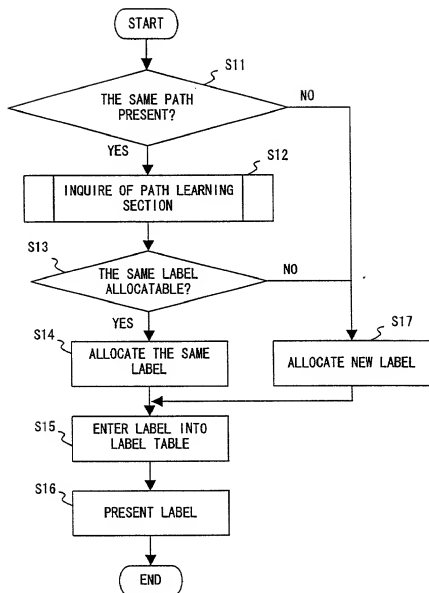 START
S11
THE SAME PATH
PRESENT?
NO
YES
S12
INQUIRE OF PATH LEARNING
SECTION
S13
THE SAME LABEL
ALLOCATABLE?
NO
YES
S14
ALLOCATE THE SAME
LABEL
S17
ALLOCATE NEW LABEL
S15
ENTER LABEL INTO
LABEL TABLE
S16
PRESENT LABEL
END